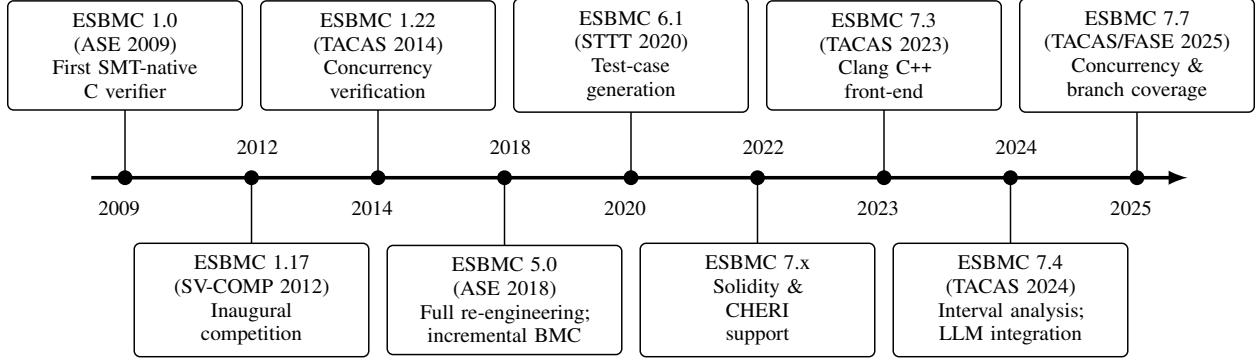 ESBMC 1.0
(ASE 2009)
First SMT-native
C verifier
ESBMC 1.22
(TACAS 2014)
Concurrency
verification
ESBMC 6.1
(STTT 2020)
Test-case
generation
ESBMC 7.3
(TACAS 2023)
Clang C++
front-end
ESBMC 7.7
(TACAS/FASE 2025)
Concurrency &
branch coverage
2012
2018
2022
2024
2009
2014
2020
2023
2025
ESBMC 1.17
(SV-COMP 2012)
Inaugural
competition
ESBMC 5.0
(ASE 2018)
Full re-engineering;
incremental BMC
ESBMC 7.x
Solidity &
CHERI
support
ESBMC 7.4
(TACAS 2024)
Interval analysis;
LLM integration